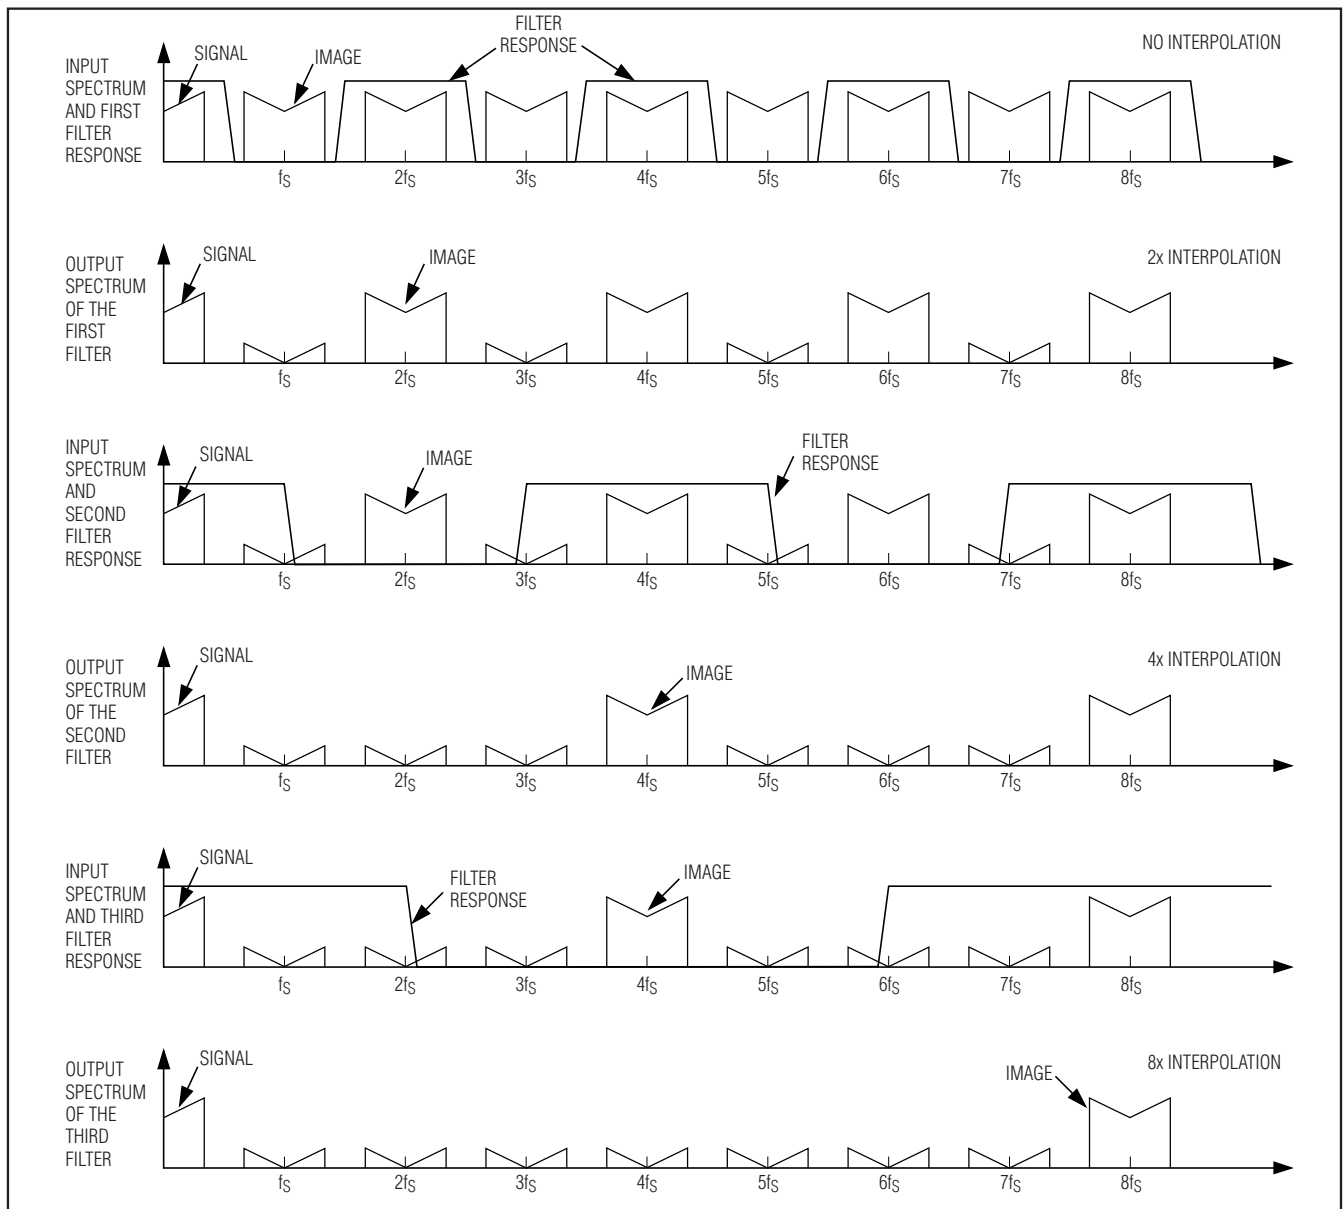 INPUT
SPECTRUM
AND FIRST
FILTER
RESPONSE
SIGNAL
IMAGE
FILTER
RESPONSE
NO INTERPOLATION
fS 2fS 3fS 4fS 5fS 6fS 7fS 8fS
OUTPUT
SPECTRUM
OF THE
FIRST
FILTER
SIGNAL
IMAGE
2x INTERPOLATION
fS 2fS 3fS 4fS 5fS 6fS 7fS 8fS
INPUT
SPECTRUM
AND
SECOND
FILTER
RESPONSE
SIGNAL
IMAGE
FILTER
RESPONSE
fS 2fS 3fS 4fS 5fS 6fS 7fS 8fS
OUTPUT
SPECTRUM
OF THE
SECOND
FILTER
SIGNAL
IMAGE
4x INTERPOLATION
fS 2fS 3fS 4fS 5fS 6fS 7fS 8fS
INPUT
SPECTRUM
AND THIRD
FILTER
RESPONSE
SIGNAL
FILTER
RESPONSE
IMAGE
fS 2fS 3fS 4fS 5fS 6fS 7fS 8fS
OUTPUT
SPECTRUM
OF THE
THIRD
FILTER
SIGNAL
IMAGE
8x INTERPOLATION
fS 2fS 3fS 4fS 5fS 6fS 7fS 8fS